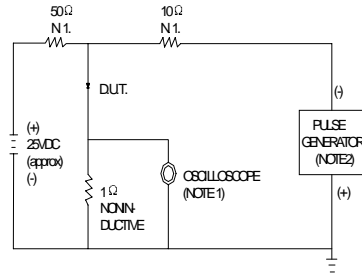 50Ω
N 1.
10Ω
N 1.
D.U.T.
(+)
25VDC
(approx)
(-)
1Ω
NONIN-
DUCTIVE
OSCILLOSCOPE
(NOTE 1)
(-)
PULSE
GENERATOR
(NOTE2)
(+)